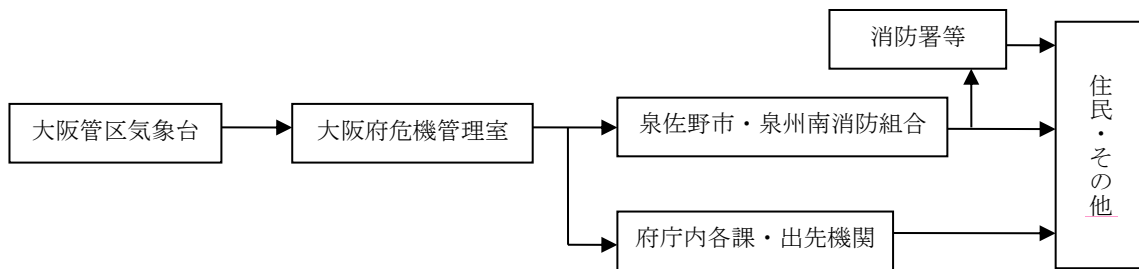 消防署等
大阪管区気象台
大阪府危機管理室
泉佐野市・泉州南消防組合
府庁内各課・出先機関
住民・その他